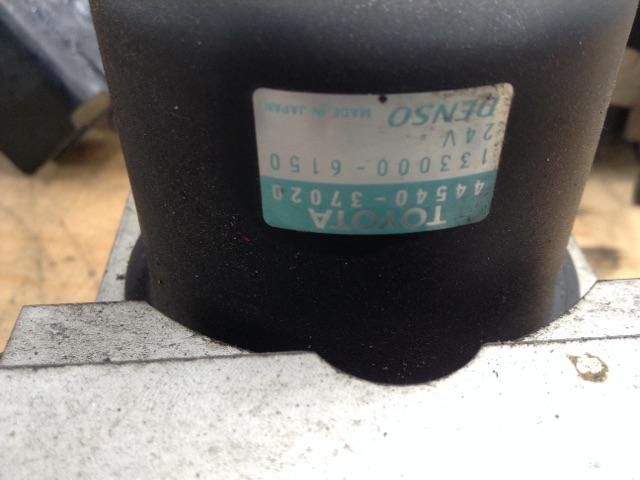 TOYOTA
44540-37020
133000-6150
24V
DENSO MADE IN JAPAN